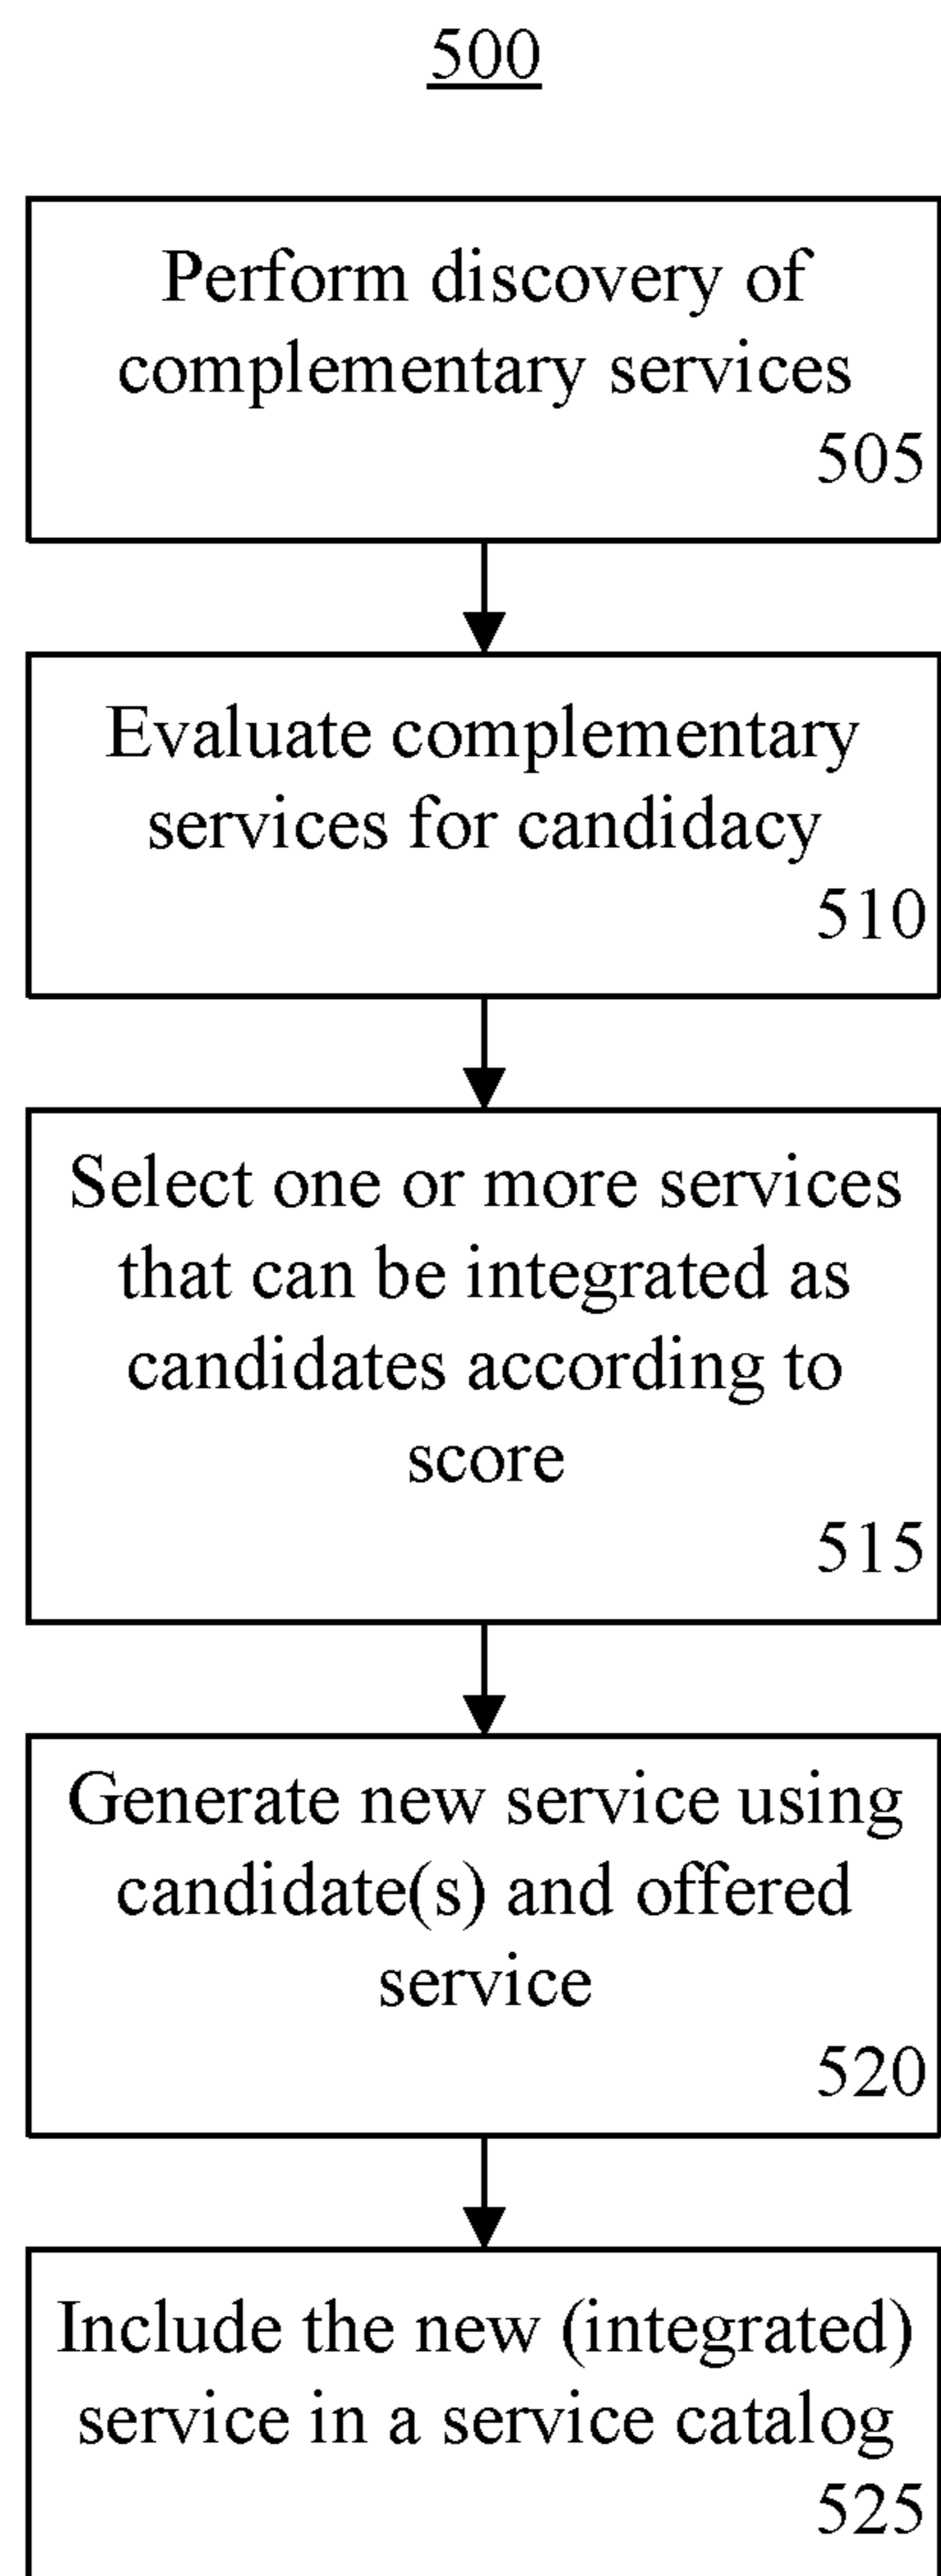 500
Perform discovery of
complementary services
505
Evaluate complementary
services for candidacy
510
Select one or more services
that can be integrated as
candidates according to
score
515
Generate new service using
candidate(s) and offered
service
520
Include the new (integrated)
service in a service catalog
525